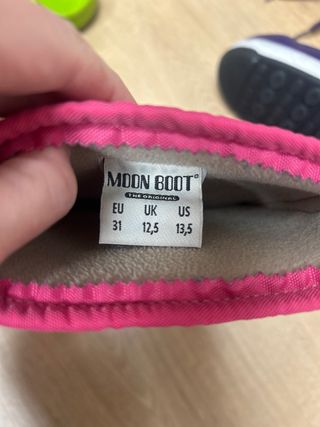 MOON BOOT®
THE ORIGINAL
EU UK US
31 12,5 13,5